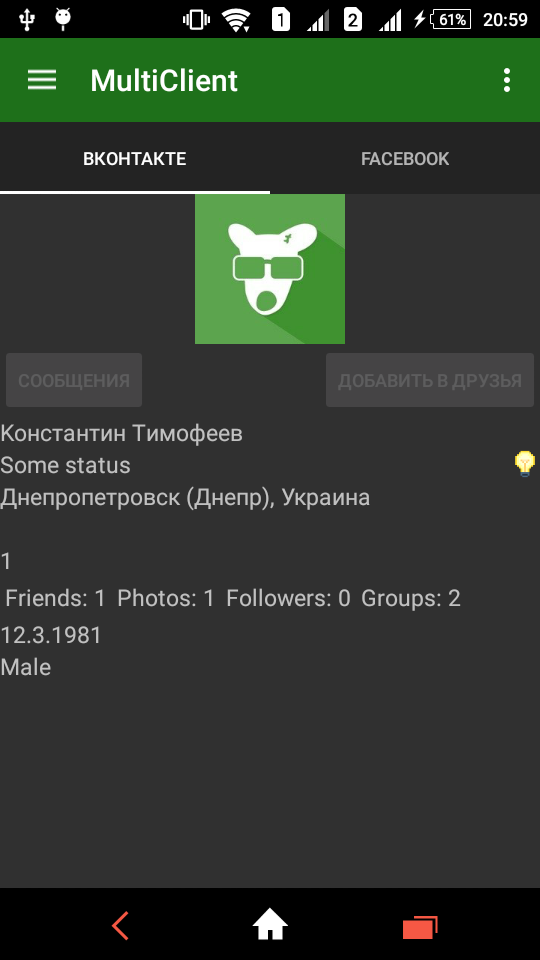 1
2
61%
20:59
MultiClient
ВКОНТАКТЕ
FACEBOOK
СООБЩЕНИЯ
ДОБАВИТЬ В ДРУЗЬЯ
Константин Тимофеев
Some status
Днепропетровск (Днепр), Украина
1
Friends: 1 Photos: 1 Followers: 0 Groups: 2
12.3.1981
Male